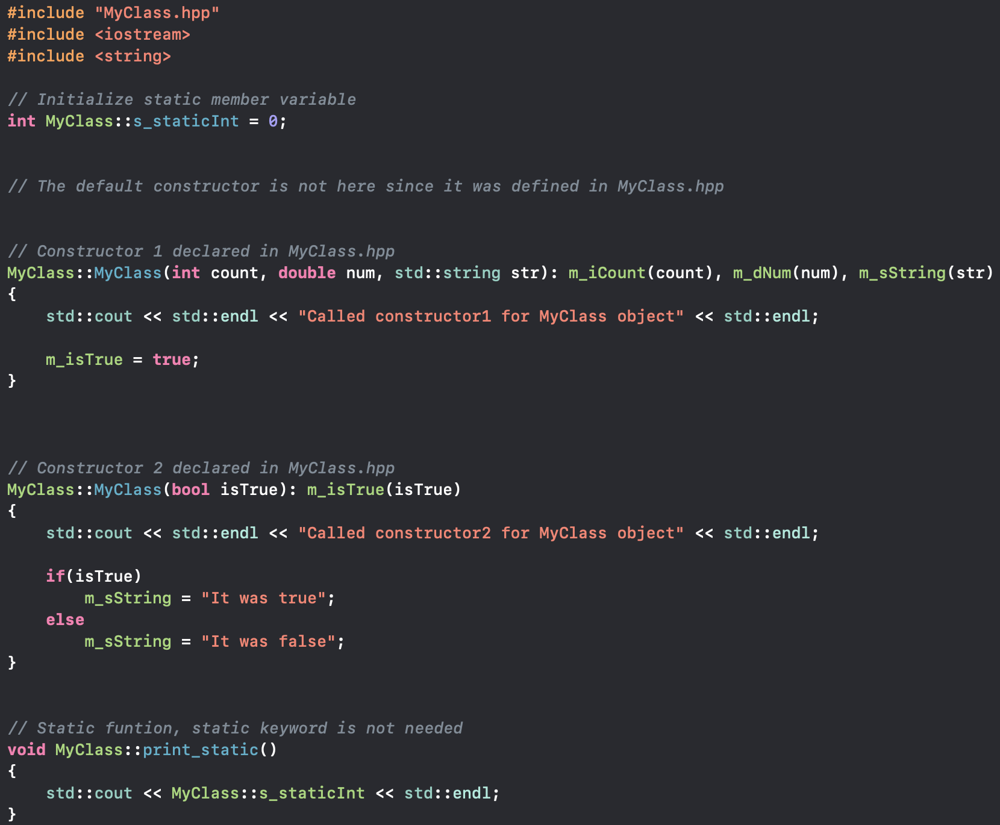 #include "MyClass.hpp"
#include <iostream>
#include <string>
// Initialize static member variable
int MyClass::s_staticInt = 0;
// The default constructor is not here since it was defined in MyClass.hpp
// Constructor 1 declared in MyClass.hpp
MyClass::MyClass(int count, double num, std::string str): m_iCount(count), m_dNum(num), m_sString(str)
{
    std::cout << std::endl << "Called constructor1 for MyClass object" << std::endl;
    m_isTrue = true;
}
// Constructor 2 declared in MyClass.hpp
MyClass::MyClass(bool isTrue): m_isTrue(isTrue)
{
    std::cout << std::endl << "Called constructor2 for MyClass object" << std::endl;
    if(isTrue)
        m_sString = "It was true";
    else
        m_sString = "It was false";
}
// Static funtion, static keyword is not needed
void MyClass::print_static()
{
    std::cout << MyClass::s_staticInt << std::endl;
}